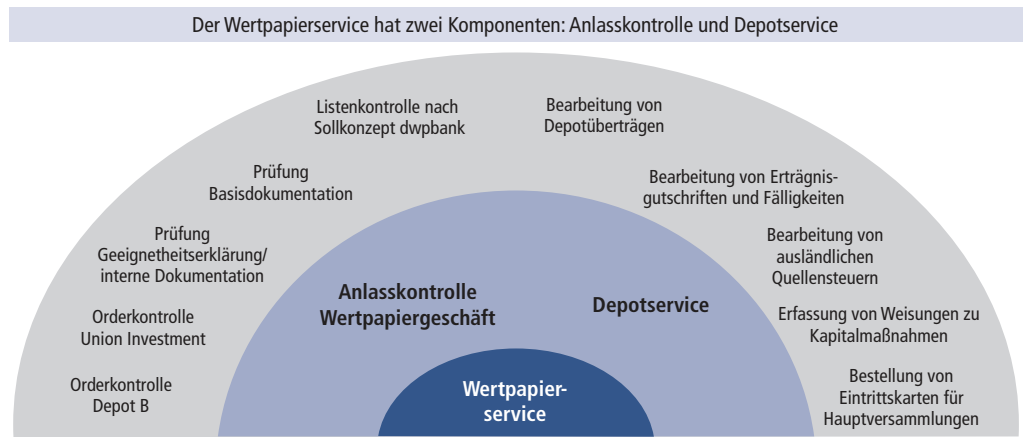 Der Wertpapierservice hat zwei Komponenten: Anlasskontrolle und Depotservice
Listenkontrolle nach
Sollkonzept dwpbank
Bearbeitung von
Depotüberträgen
Prüfung
Basisdokumentation
Bearbeitung von Erträgnis-
gutschriften und Fälligkeiten
Prüfung
Geeignetheitserklärung/
interne Dokumentation
Bearbeitung von
ausländlichen
Quellensteuern
Anlasskontrolle
Wertpapiergeschäft
Depotservice
Orderkontrolle
Union Investment
Erfassung von Weisungen zu
Kapitalmaßnahmen
Orderkontrolle
Depot B
Wertpapier-
service
Bestellung von
Eintrittskarten für
Hauptversammlungen